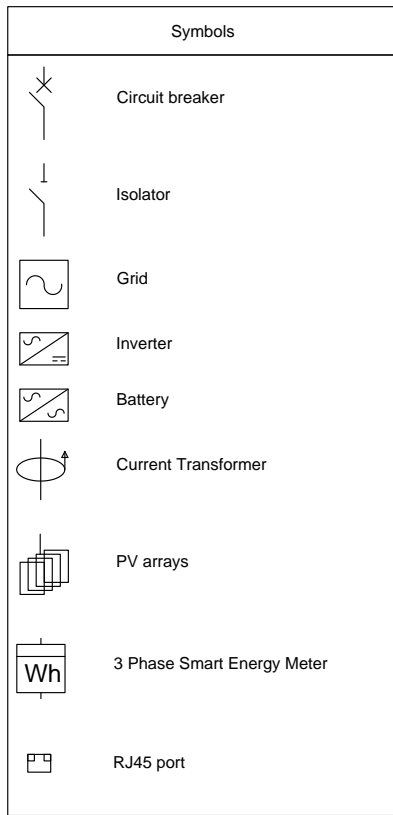 Symbols
Circuit breaker
Isolator
Grid
Inverter
Battery
Current Transformer
PV arrays
Wh
3 Phase Smart Energy Meter
RJ45 port